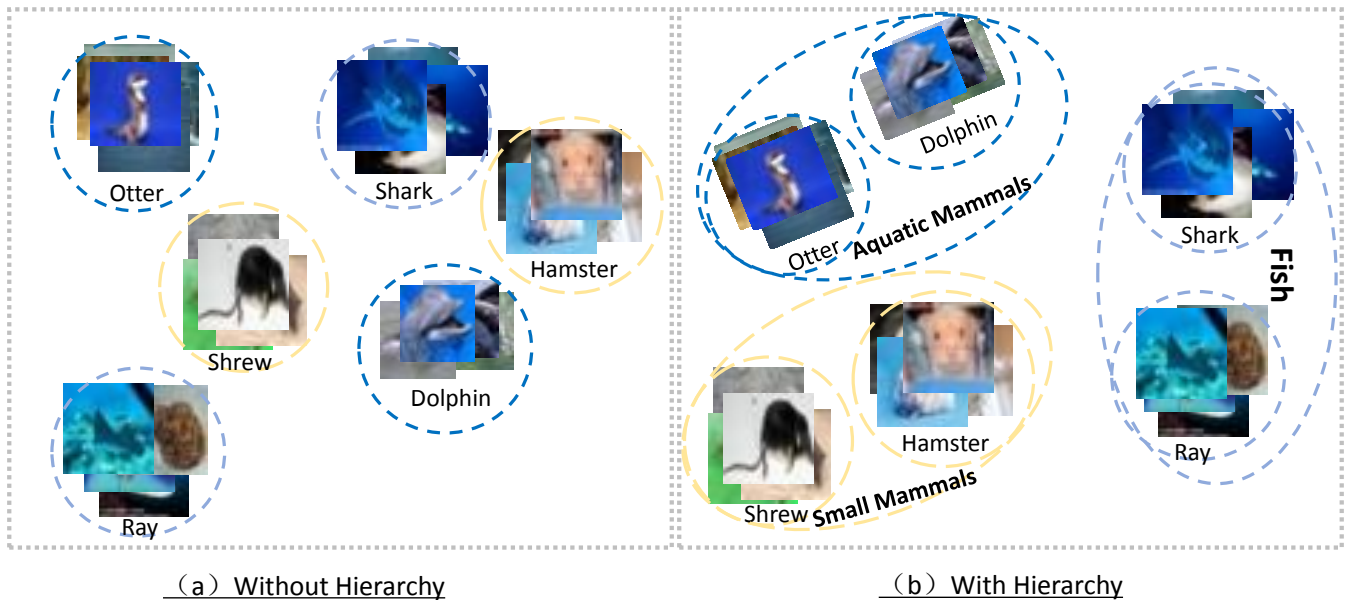 Otter
Shark
Hamster
Shrew
Dolphin
Ray
（a）Without Hierarchy
Dolphin
Otter
Aquatic Mammals
Shark
Fish
Hamster
Ray
Shrew
Small Mammals
（b）With Hierarchy